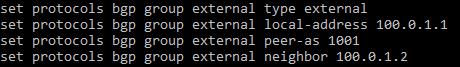 set protocols bgp group external type external
set protocols bgp group external local-address 100.0.1.1
set protocols bgp group external peer-as 1001
set protocols bgp group external neighbor 100.0.1.2